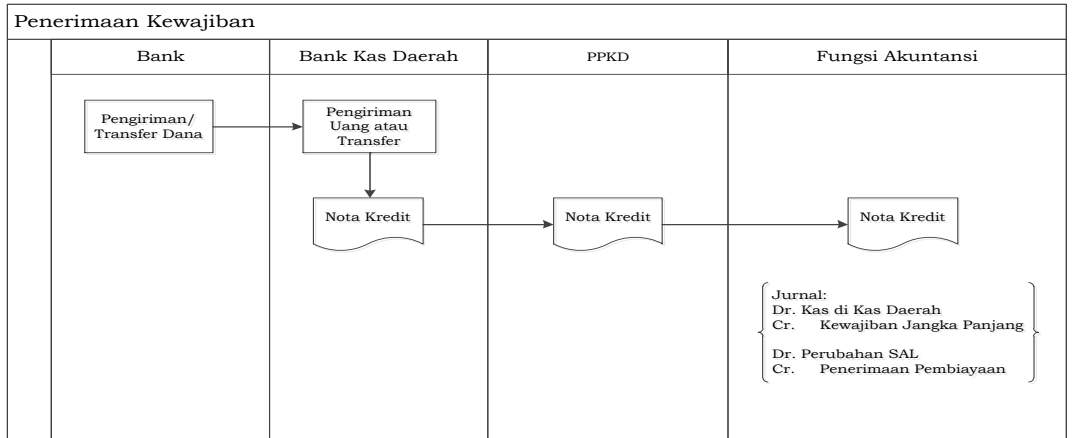 Penerimaan Kewajiban
Bank
Bank Kas Daerah
PPKD
Fungsi Akuntansi
Pengiriman/
Transfer Dana
Pengiriman
Uang atau
Transfer
Nota Kredit
Nota Kredit
Nota Kredit
Jurnal:
Dr. Kas di Kas Daerah
Cr. Kewajiban Jangka Panjang
Dr. Perubahan SAL
Cr. Penerimaan Pembiayaan